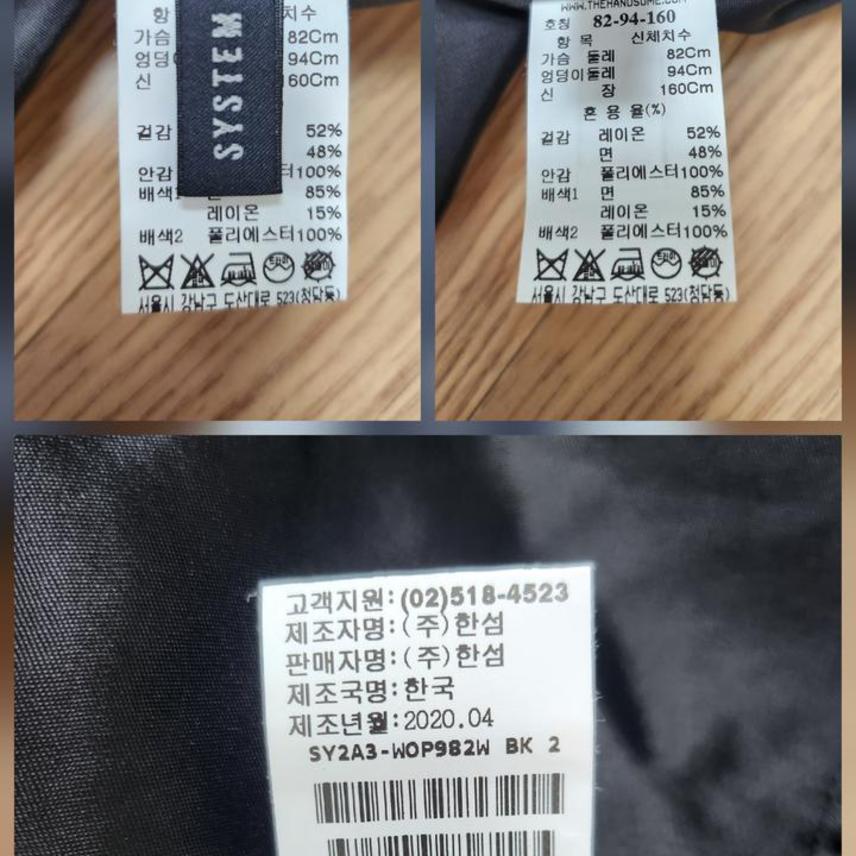 항 치수
가슴 82Cm
엉덩이 94Cm
신 160Cm
SYSTEM
겉감 52%
48%
안감 100%
배색1 면 85%
레이온 15%
배색2 폴리에스터100%
서울시 강남구 도산대로 523(청담동)
WWW.THEHANDSOME.COM
호칭 82-94-160
항 목 신체치수
가슴 둘레 82Cm
엉덩이둘레 94Cm
신 장 160Cm
혼 용 율(%)
겉감 레이온 52%
면 48%
안감 폴리에스터100%
배색1 면 85%
레이온 15%
배색2 폴리에스터100%
서울시 강남구 도산대로 523(청담동)
고객지원:(02)518-4523
제조자명:(주)한섬
판매자명:(주)한섬
제조국명:한국
제조년월:2020.04
SY2A3-WOP982W BK 2